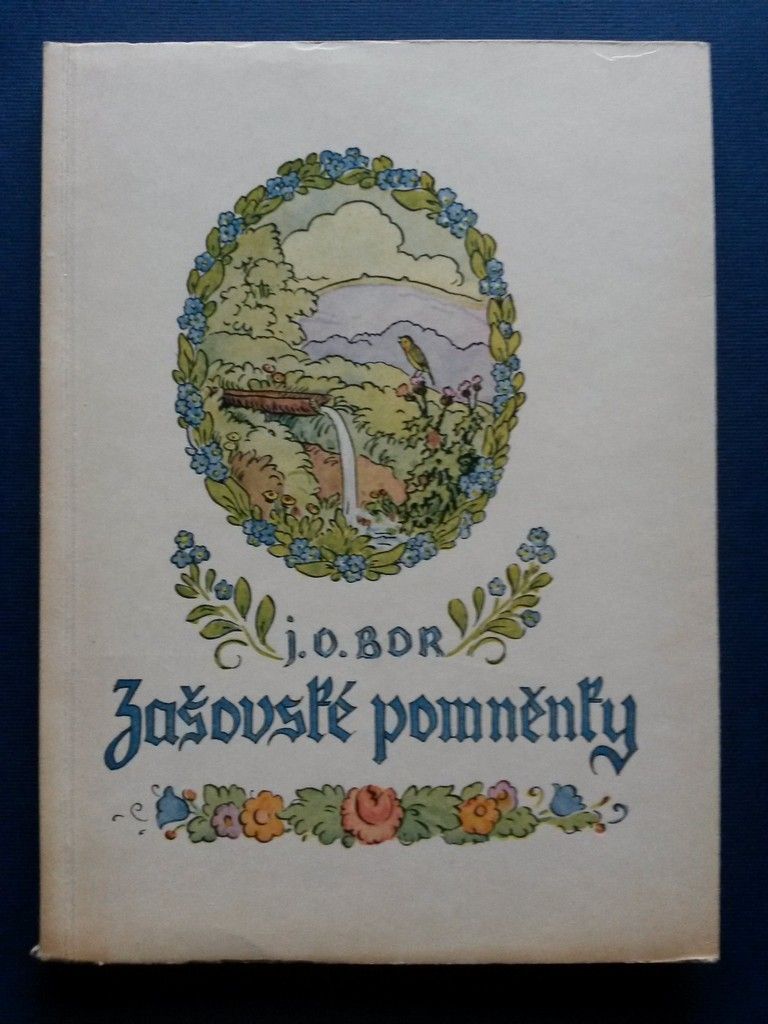 j. O. BOR
Zašovské pomněnky